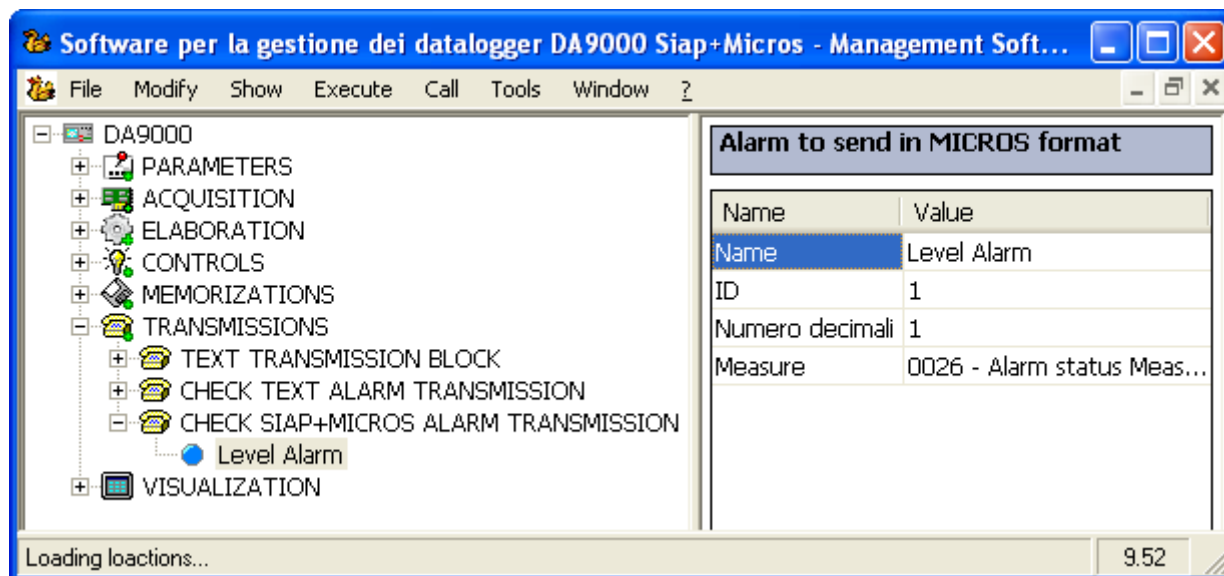 Software per la gestione dei datalogger DA9000 Siap+Micros - Management Soft...
File Modify Show Execute Call Tools Window ?
DA9000
PARAMETERS
ACQUISITION
ELABORATION
CONTROLS
MEMORIZATIONS
TRANSMISSIONS
TEXT TRANSMISSION BLOCK
CHECK TEXT ALARM TRANSMISSION
CHECK SIAP+MICROS ALARM TRANSMISSION
Level Alarm
VISUALIZATION
Alarm to send in MICROS format
Name Value
Name Level Alarm
ID 1
Numero decimali 1
Measure 0026 - Alarm status Meas...
Loading loactions...
9.52